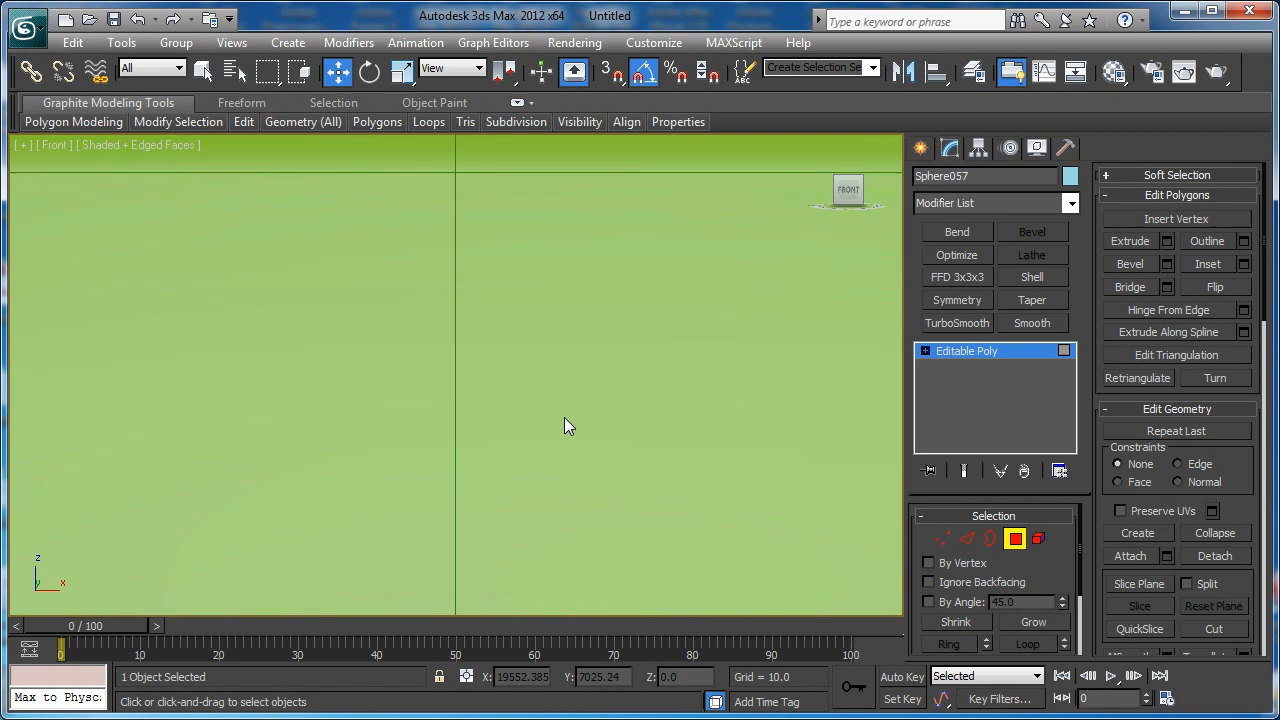 Autodesk 3ds Max 2012 x64 Untitled
Type a keyword or phrase
Edit Tools Group Views Create Modifiers Animation Graph Editors Rendering Customize MAXScript Help
All View 3 Create Selection Se
Graphite Modeling Tools Freeform Selection Object Paint
Polygon Modeling Modify Selection Edit Geometry (All) Polygons Loops Tris Subdivision Visibility Align Properties
[ + ] [ Front ] [ Shaded + Edged Faces ]
FRONT
z
y x
Sphere057
Modifier List
Bend Bevel
Optimize Lathe
FFD 3x3x3 Shell
Symmetry Taper
TurboSmooth Smooth
Editable Poly
Selection
By Vertex
Ignore Backfacing
By Angle: 45.0
Shrink Grow
Ring Loop
+ Soft Selection
- Edit Polygons
Insert Vertex
Extrude Outline
Bevel Inset
Bridge Flip
Hinge From Edge
Extrude Along Spline
Edit Triangulation
Retriangulate Turn
- Edit Geometry
Repeat Last
Constraints
None Edge
Face Normal
Preserve UVs
Create Collapse
Attach Detach
Slice Plane Split
Slice Reset Plane
QuickSlice Cut
< 0 / 100 >
0 10 20 30 40 50 60 70 80 90 100
1 Object Selected X: 19552.385 Y: 7025.24 Z: 0.0 Grid = 10.0 Auto Key Selected
Max to Physc Click or click-and-drag to select objects Add Time Tag Set Key Key Filters... 0